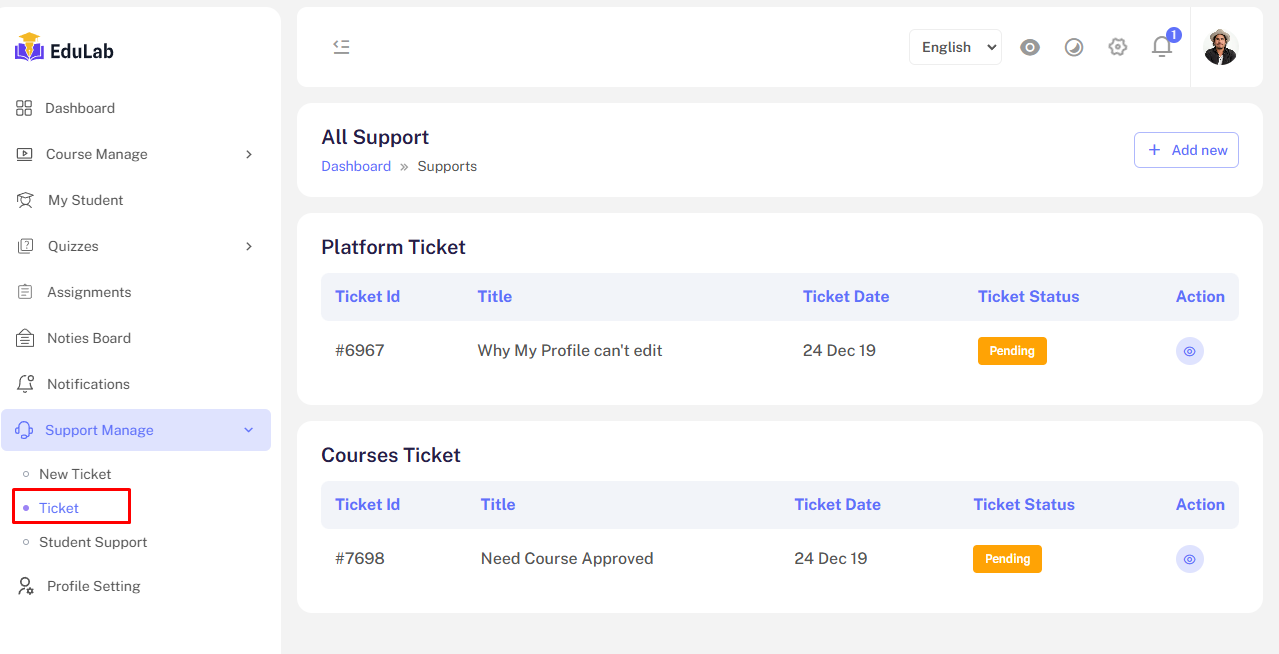 EduLab
Dashboard
Course Manage
My Student
Quizzes
Assignments
Noties Board
Notifications
Support Manage
New Ticket
Ticket
Student Support
Profile Setting
English
1
All Support
Dashboard » Supports
+ Add new
Platform Ticket
Ticket Id Title Ticket Date Ticket Status Action
#6967 Why My Profile can't edit 24 Dec 19 Pending
Courses Ticket
Ticket Id Title Ticket Date Ticket Status Action
#7698 Need Course Approved 24 Dec 19 Pending